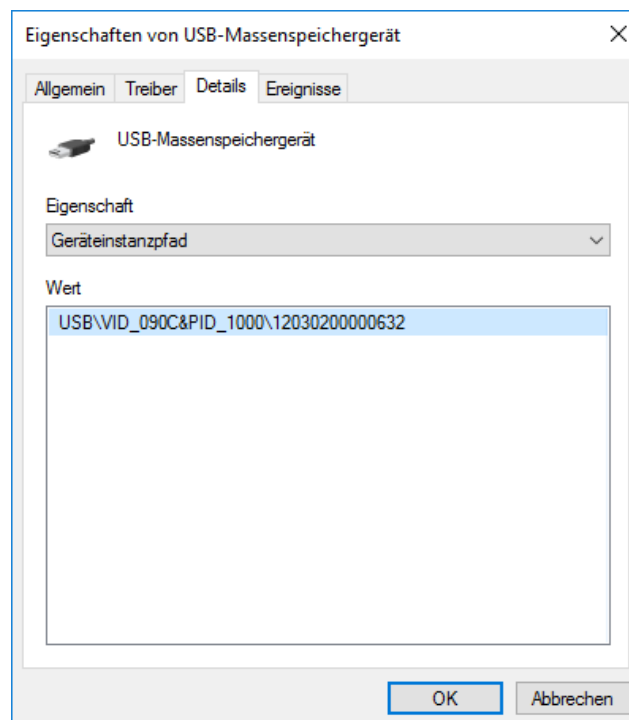 Eigenschaften von USB-Massenspeichergerät
Allgemein Treiber Details Ereignisse
USB-Massenspeichergerät
Eigenschaft
Geräteinstanzpfad
Wert
USB\VID_090C&PID_1000\12030200000632
OK Abbrechen